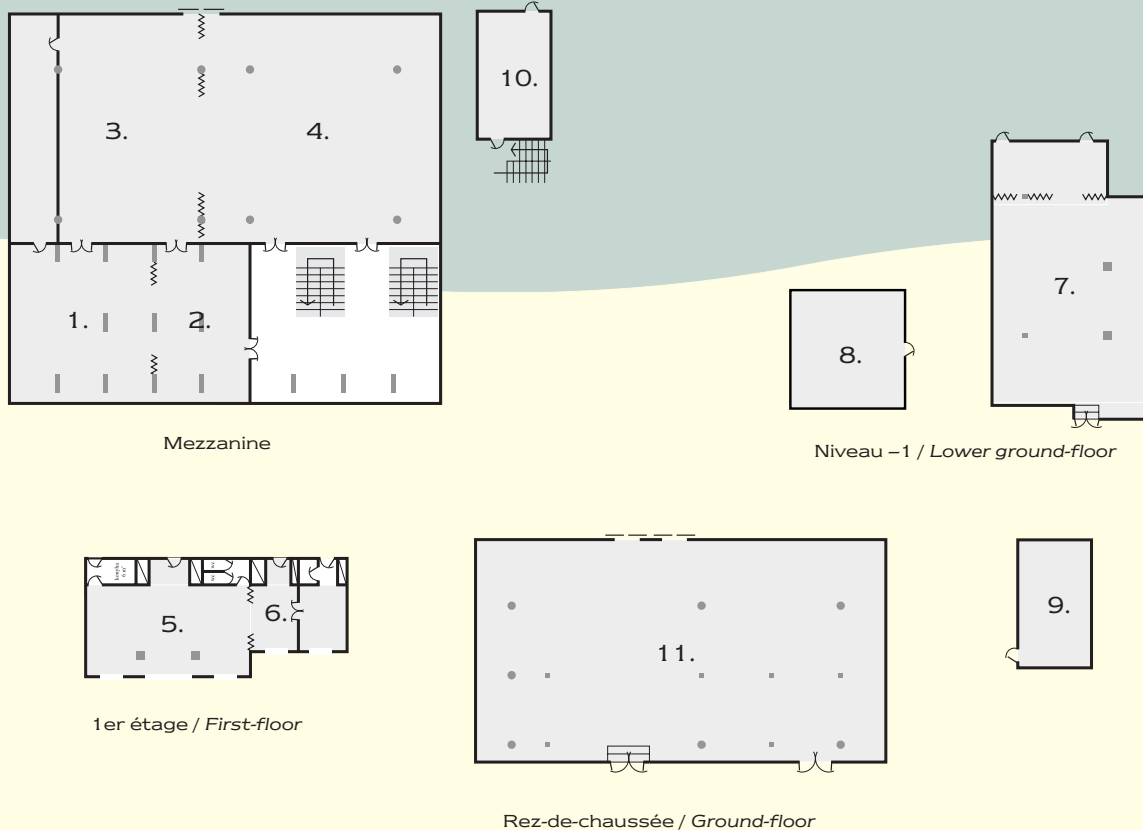 3.
4.
10.
1.
2.
7.
8.
Mezzanine
Niveau –1 / Lower ground-floor
5.
6.
9.
11.
1er étage / First-floor
Rez-de-chaussée / Ground-floor